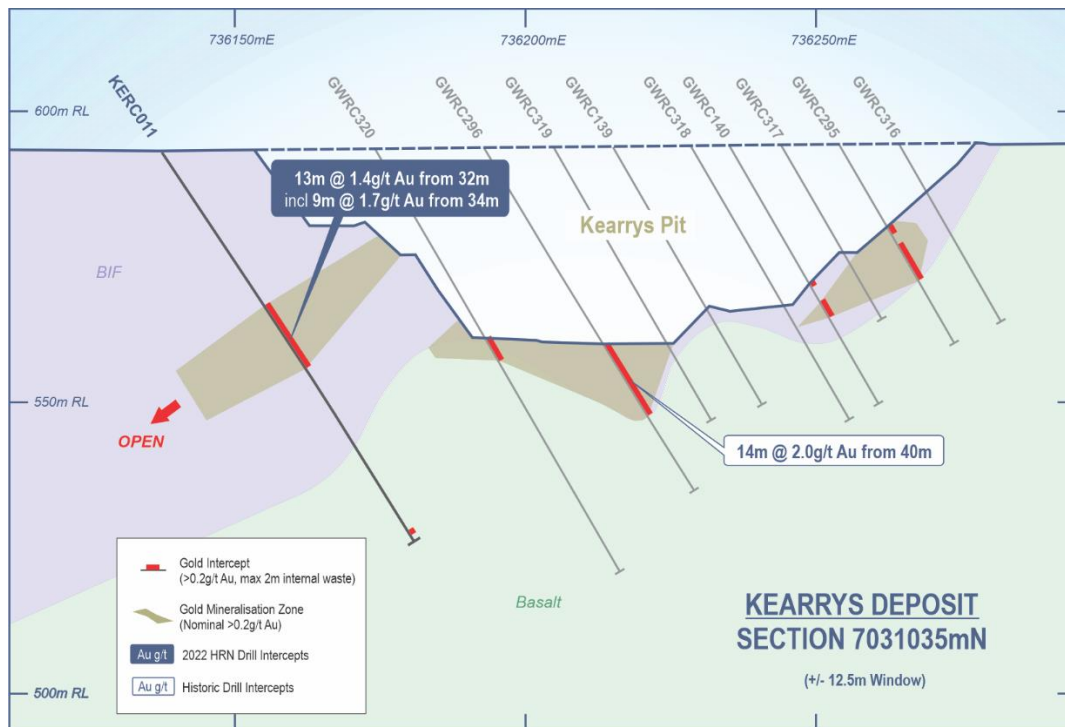 736150mE
736200mE
736250mE
600m RL
KERC011
GWRC320
GWRC296
GWRC319
GWRC139
GWRC318
GWRC140
GWRC317
GWRC295
GWRC316
13m @ 1.4g/t Au from 32m
incl 9m @ 1.7g/t Au from 34m
Kearrys Pit
BIF
550m RL
OPEN
14m @ 2.0g/t Au from 40m
Gold Intercept
(>0.2g/t Au, max 2m internal waste)
Gold Mineralisation Zone
(Nominal >0.2g/t Au)
Au g/t 2022 HRN Drill Intercepts
Au g/t Historic Drill Intercepts
Basalt
KEARRYS DEPOSIT
SECTION 7031035mN
(+/- 12.5m Window)
500m RL